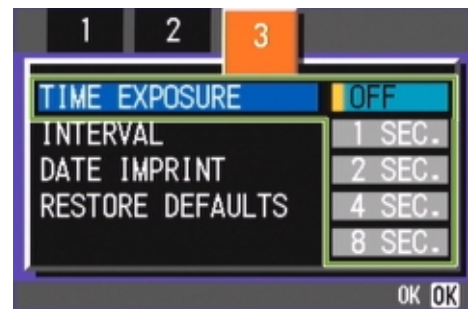 1 2 3
TIME EXPOSURE OFF
INTERVAL 1 SEC.
DATE IMPRINT 2 SEC.
RESTORE DEFAULTS 4 SEC.
8 SEC.
OK OK